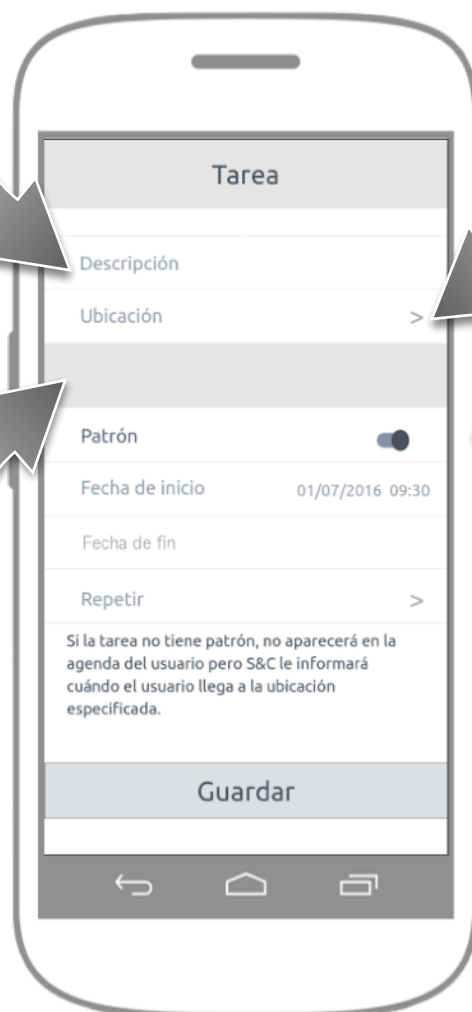 Tarea
Descripción
Ubicación >
Patrón
Fecha de inicio 01/07/2016 09:30
Fecha de fin
Repetir >
Si la tarea no tiene patrón, no aparecerá en la
agenda del usuario pero S&C le informará
cuándo el usuario llega a la ubicación
especificada.
Guardar